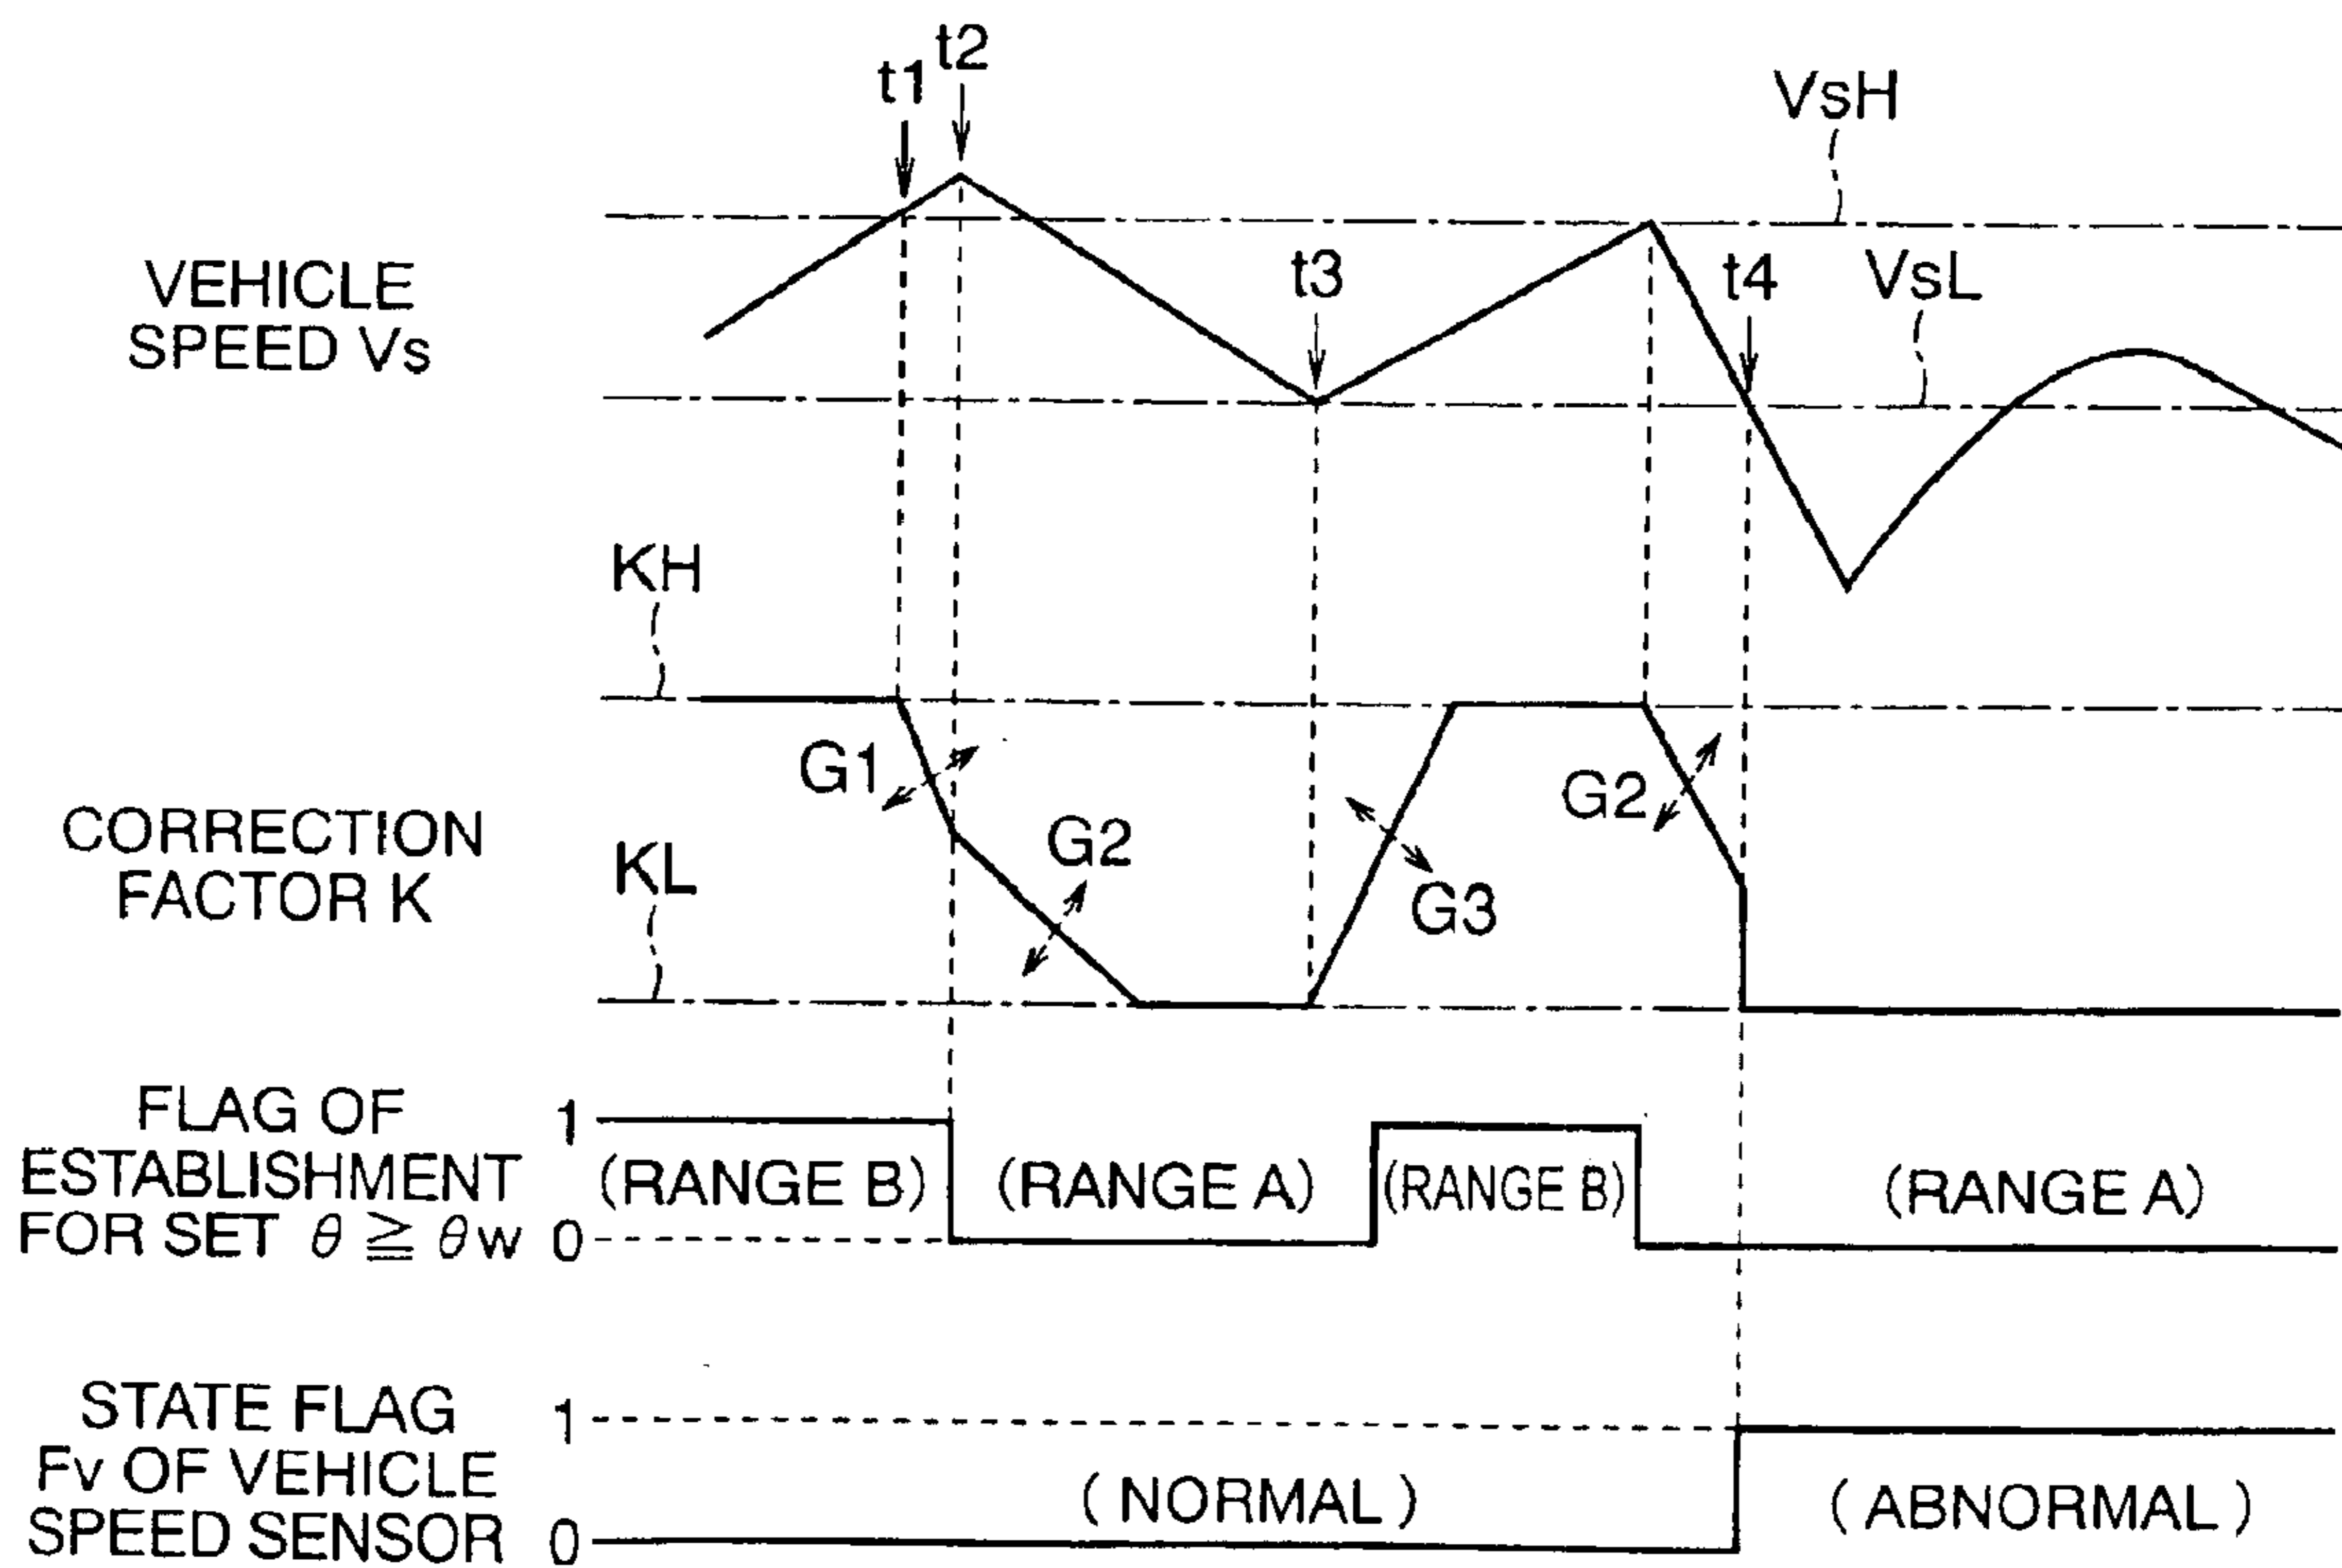 t2
t1
VsH
VEHICLE
SPEED Vs
t3
t4
VsL
KH
G1
G2
G2
G3
CORRECTION
FACTOR K
KL
FLAG OF
ESTABLISHMENT
FOR SET θ ≧ θw
1
0
(RANGE B)
(RANGE A)
(RANGE B)
(RANGE A)
STATE FLAG
Fv OF VEHICLE
SPEED SENSOR
1
0
(NORMAL)
(ABNORMAL)